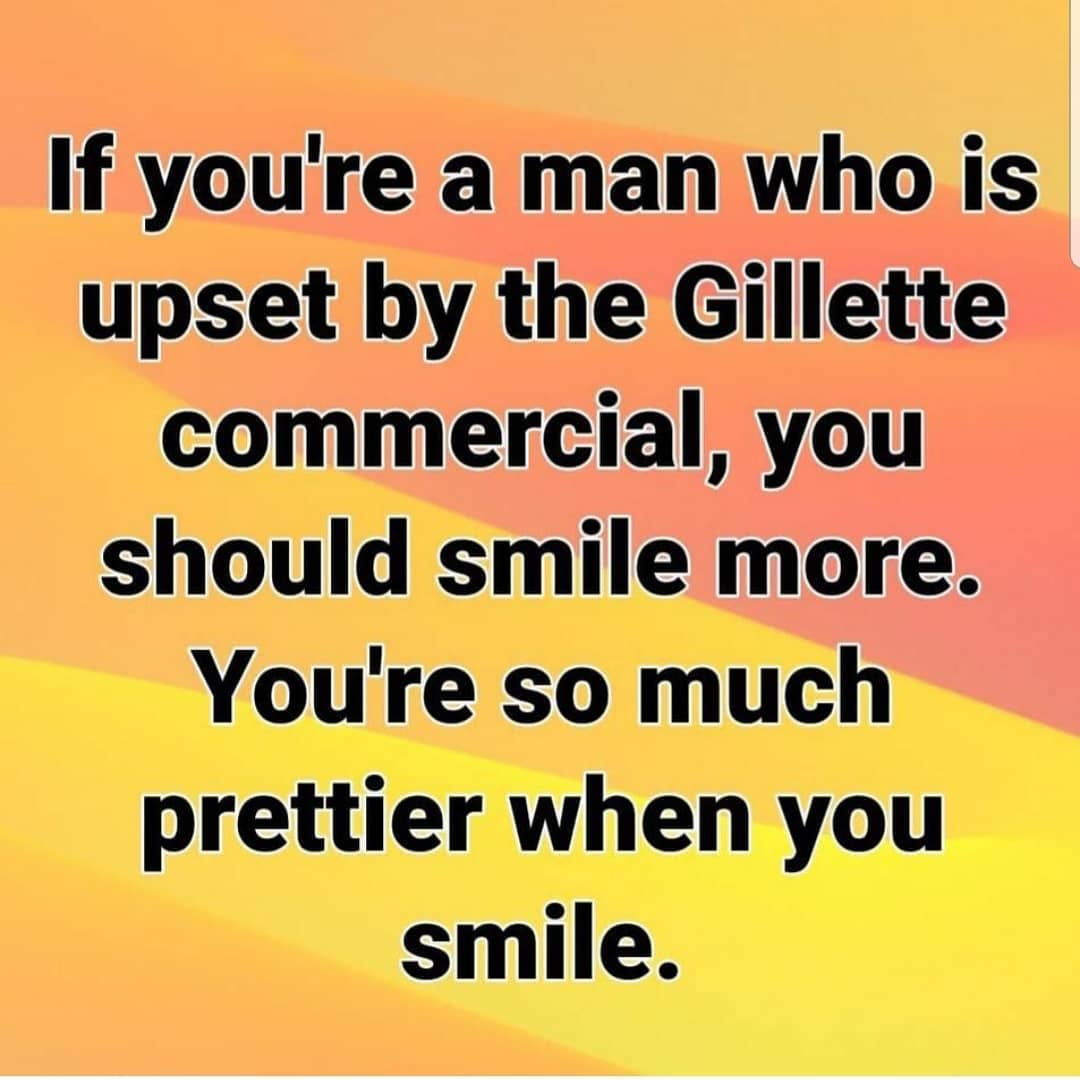 If you're a man who is
upset by the Gillette
commercial, you
should smile more.
You're so much
prettier when you
smile.